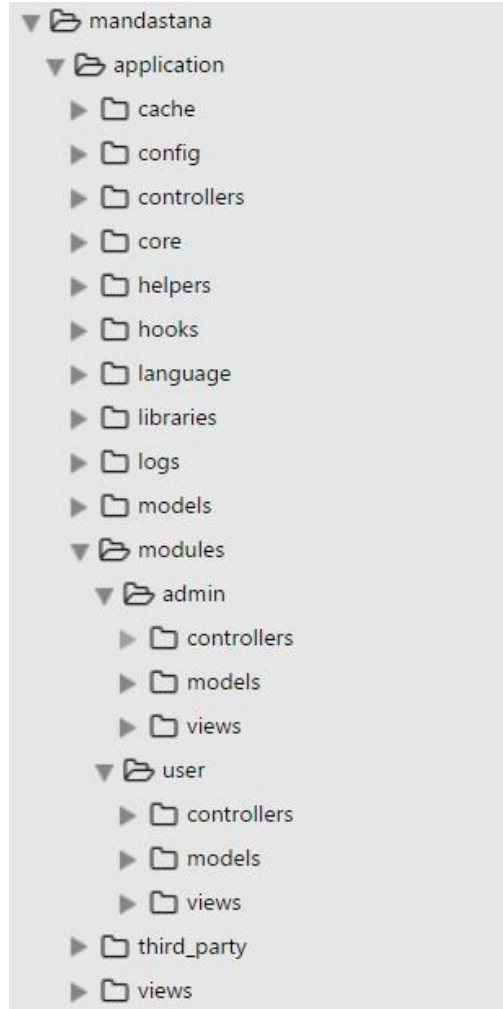 mandastana
application
cache
config
controllers
core
helpers
hooks
language
libraries
logs
models
modules
admin
controllers
models
views
user
controllers
models
views
third_party
views